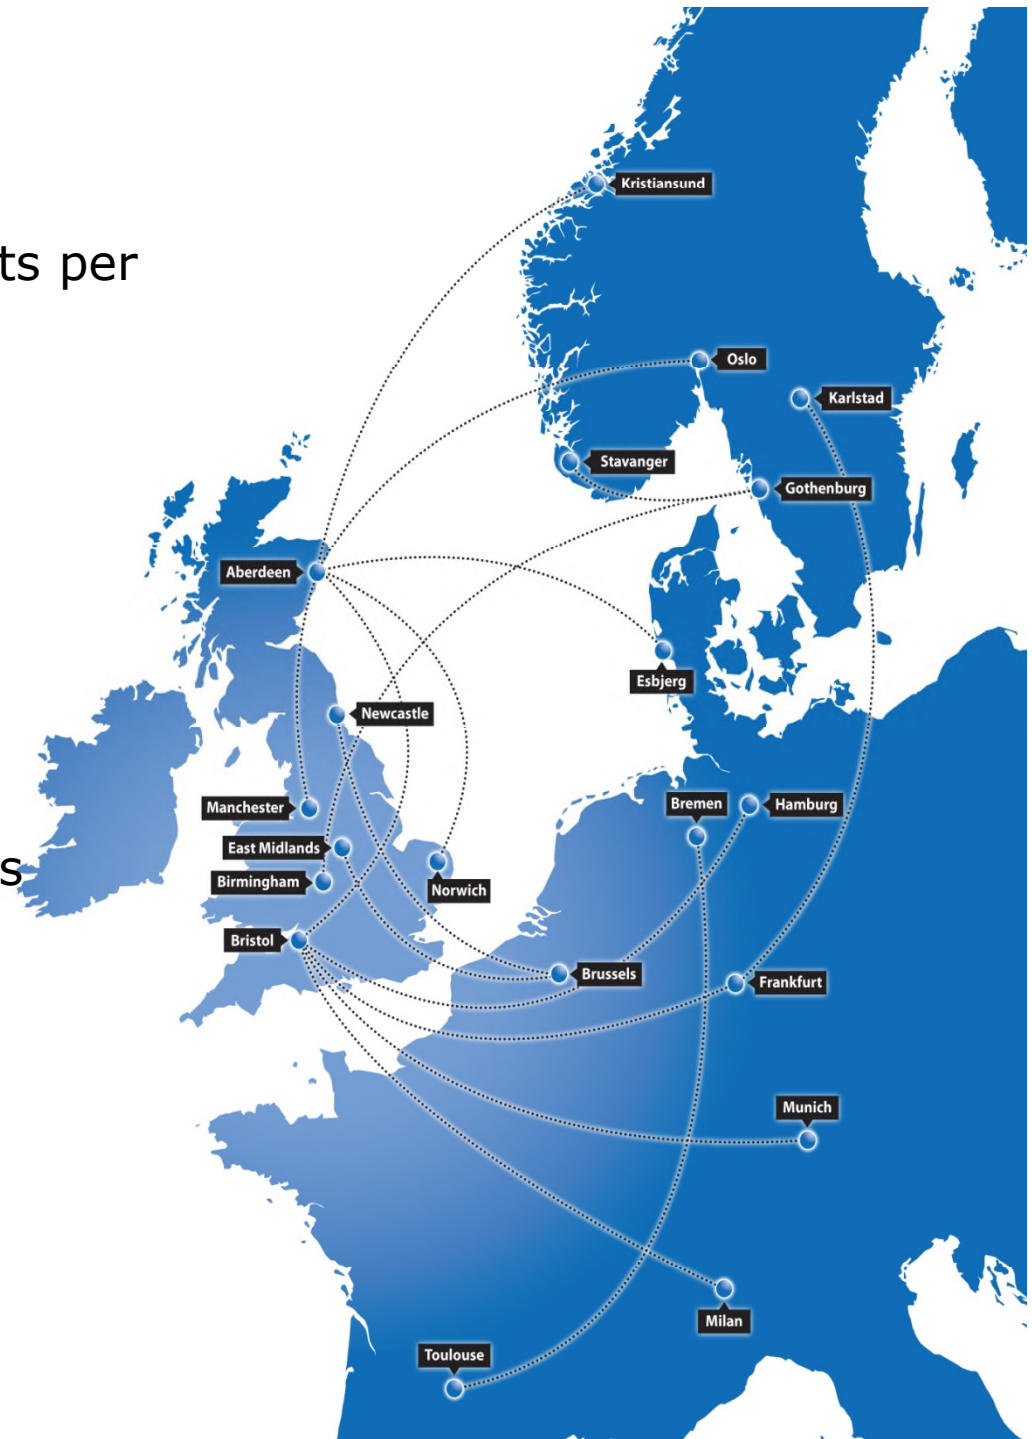 Kristiansund
ts per
Oslo
Karlstad
Stavanger
Gothenburg
Aberdeen
Esbjerg
Newcastle
Manchester
Bremen
Hamburg
East Midlands
s
Birmingham
Norwich
Bristol
Brussels
Frankfurt
Munich
Milan
Toulouse